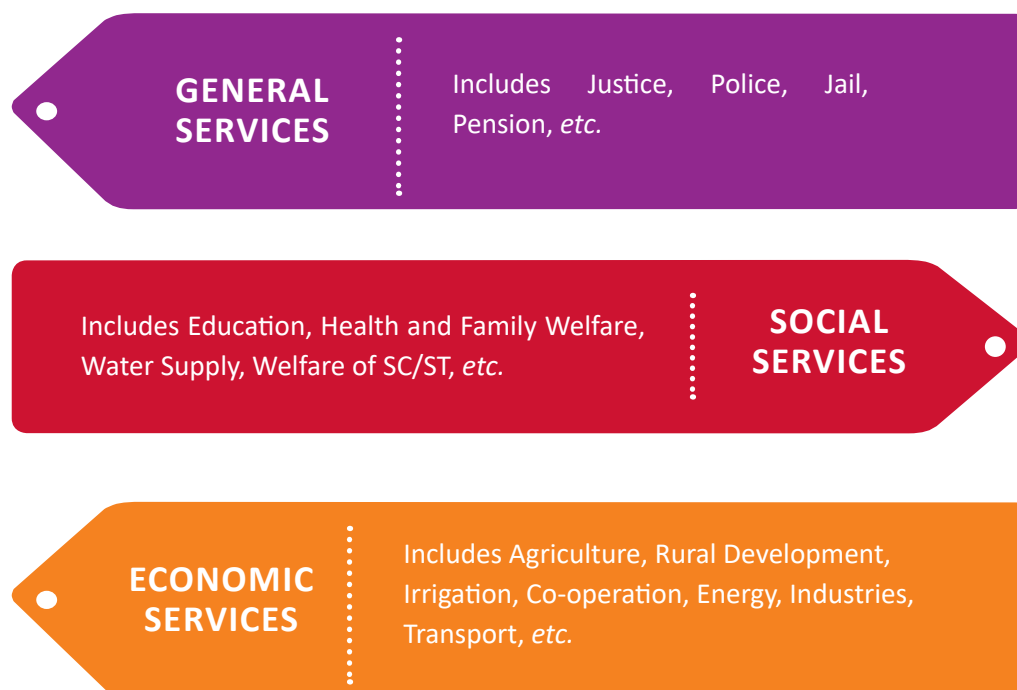 GENERAL
SERVICES
Includes Justice, Police, Jail,
Pension, etc.
Includes Education, Health and Family Welfare,
Water Supply, Welfare of SC/ST, etc.
SOCIAL
SERVICES
ECONOMIC
SERVICES
Includes Agriculture, Rural Development,
Irrigation, Co-operation, Energy, Industries,
Transport, etc.